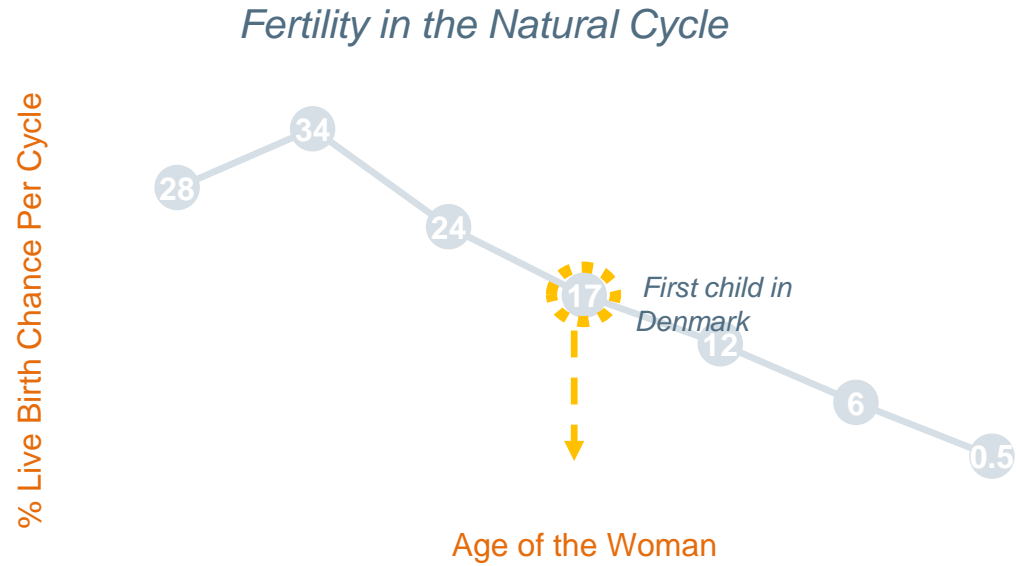 Fertility in the Natural Cycle
% Live Birth Chance Per Cycle
28
34
24
17
First child in
Denmark
12
6
0.5
Age of the Woman